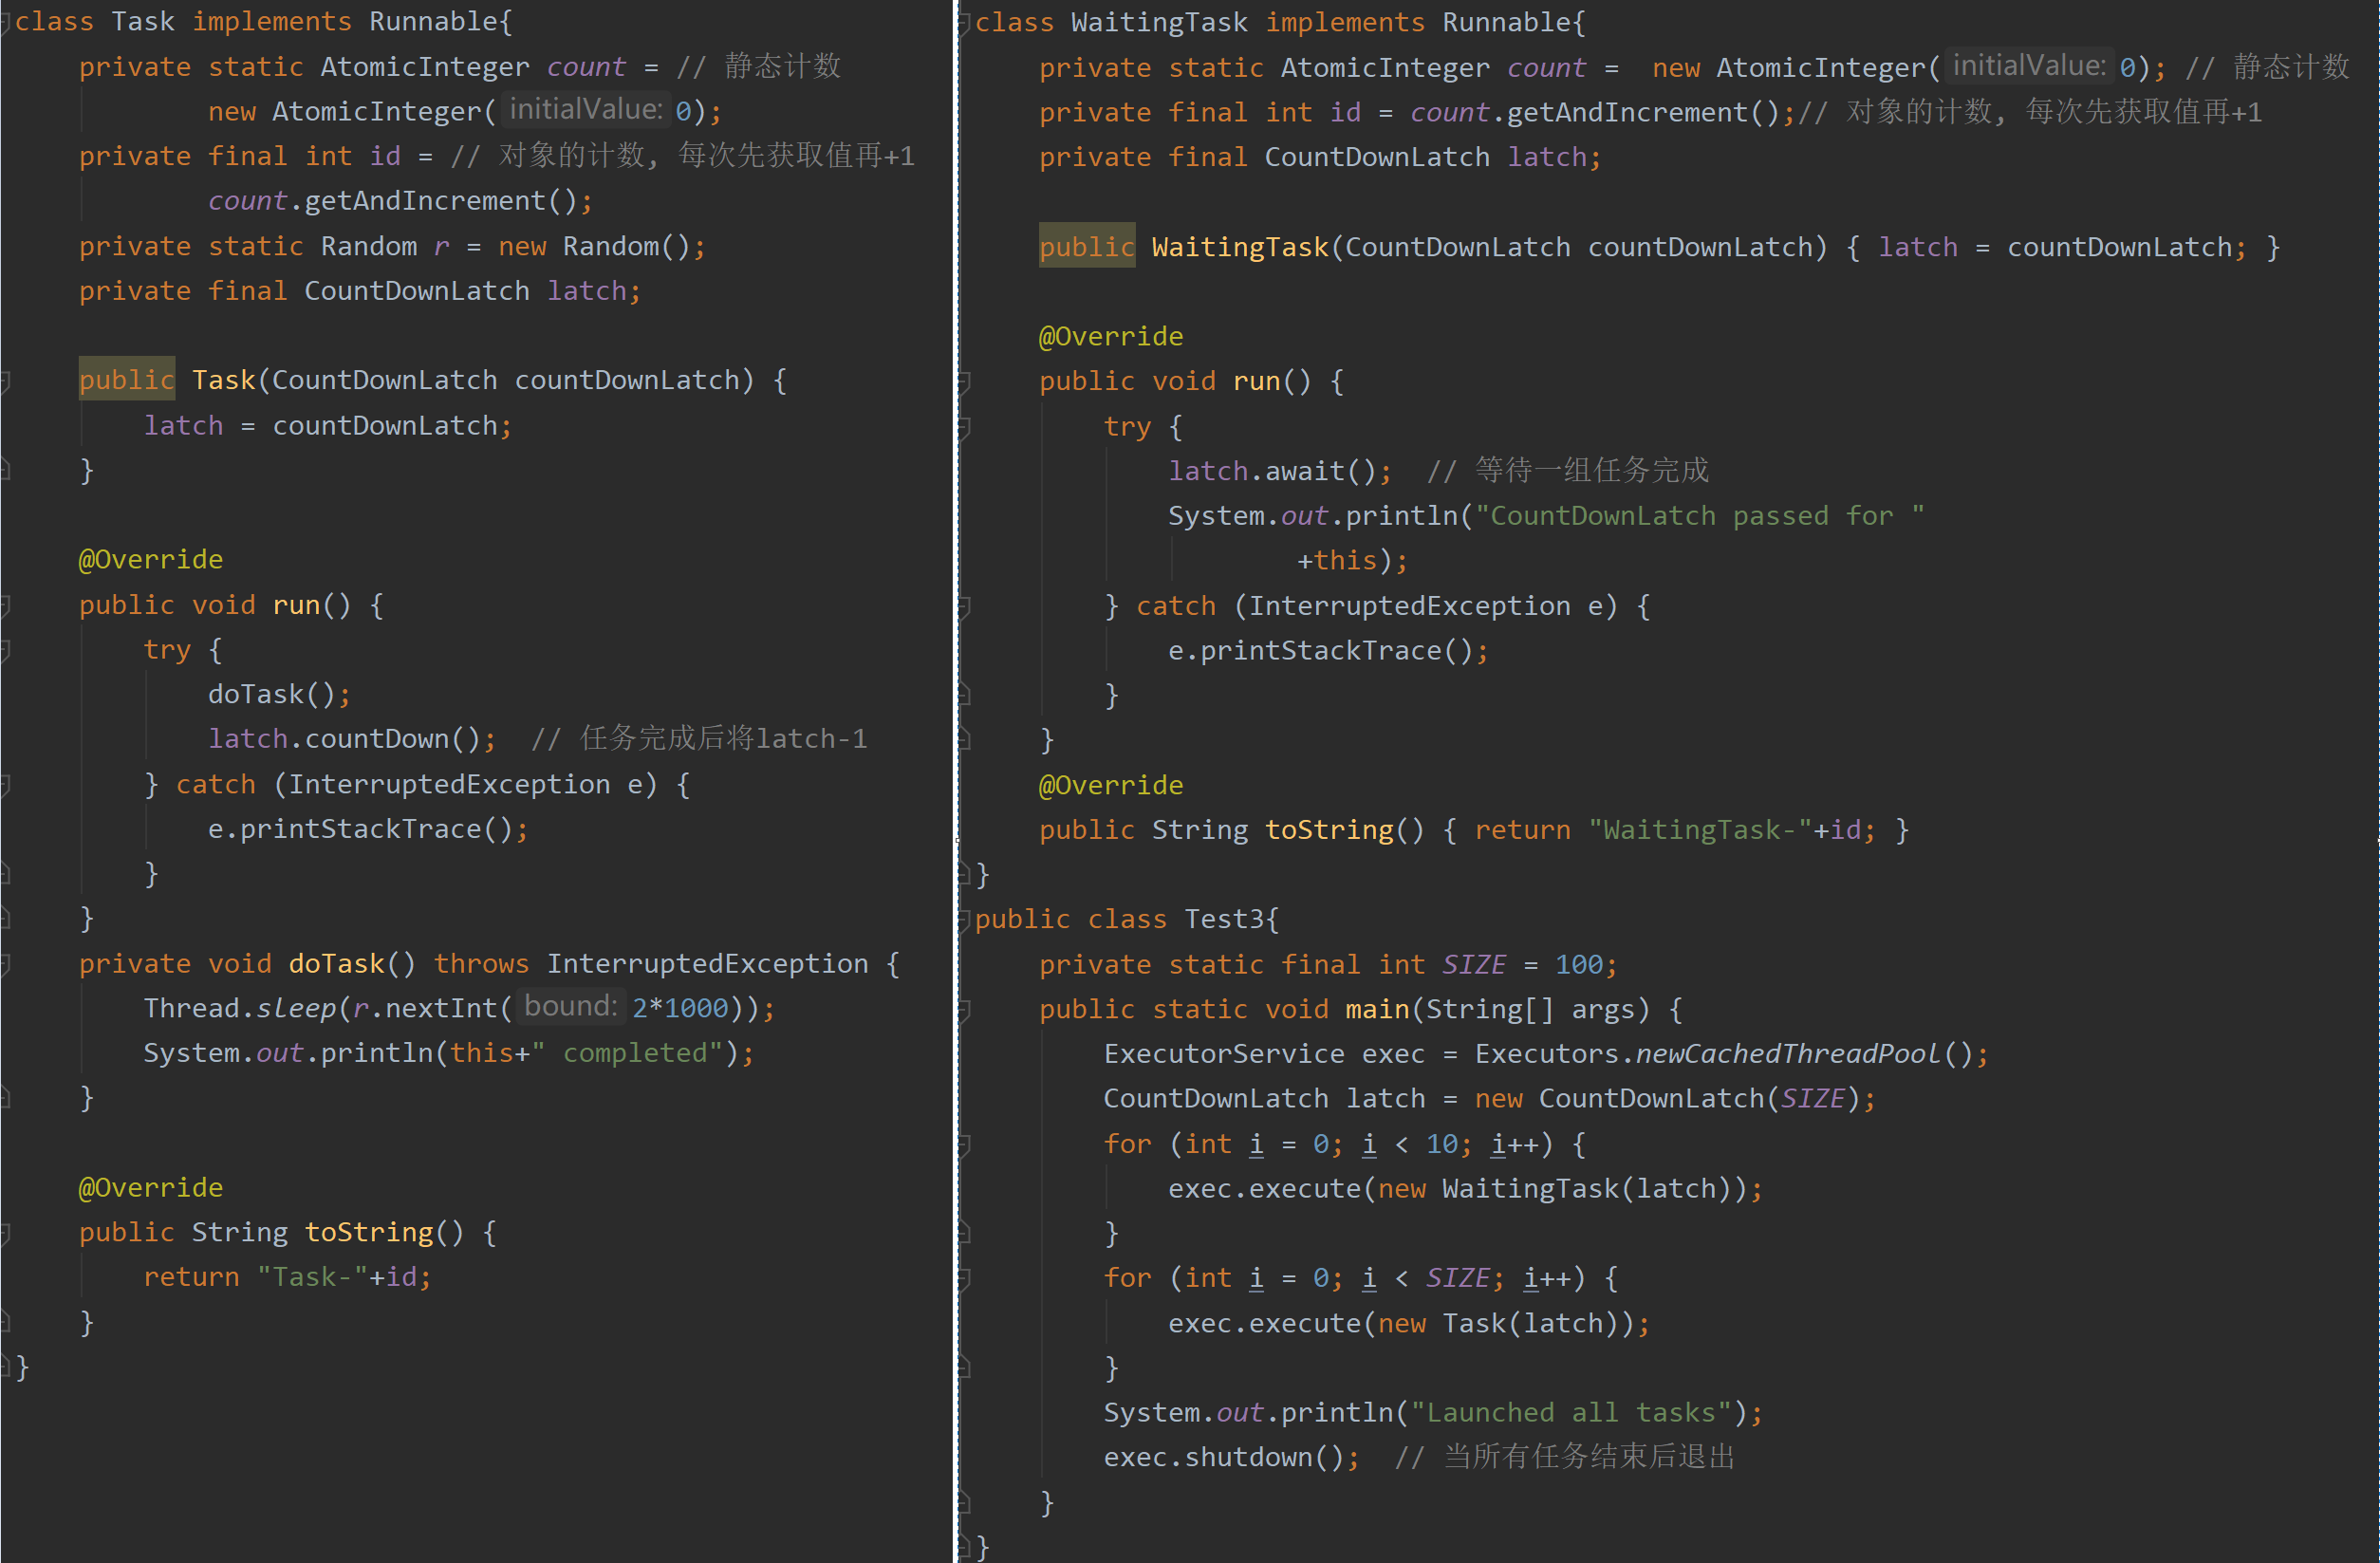 class Task implements Runnable{
    private static AtomicInteger count = // 静态计数
            new AtomicInteger( initialValue: 0);
    private final int id = // 对象的计数, 每次先获取值再+1
            count.getAndIncrement();
    private static Random r = new Random();
    private final CountDownLatch latch;
    public Task(CountDownLatch countDownLatch) {
        latch = countDownLatch;
    }
    @Override
    public void run() {
        try {
            doTask();
            latch.countDown();  // 任务完成后将latch-1
        } catch (InterruptedException e) {
            e.printStackTrace();
        }
    }
    private void doTask() throws InterruptedException {
        Thread.sleep(r.nextInt( bound: 2*1000));
        System.out.println(this+" completed");
    }
    @Override
    public String toString() {
        return "Task-"+id;
    }
}
class WaitingTask implements Runnable{
    private static AtomicInteger count =  new AtomicInteger( initialValue: 0); // 静态计数
    private final int id = count.getAndIncrement();// 对象的计数, 每次先获取值再+1
    private final CountDownLatch latch;
    public WaitingTask(CountDownLatch countDownLatch) { latch = countDownLatch; }
    @Override
    public void run() {
        try {
            latch.await();  // 等待一组任务完成
            System.out.println("CountDownLatch passed for "
                    +this);
        } catch (InterruptedException e) {
            e.printStackTrace();
        }
    }
    @Override
    public String toString() { return "WaitingTask-"+id; }
}
public class Test3{
    private static final int SIZE = 100;
    public static void main(String[] args) {
        ExecutorService exec = Executors.newCachedThreadPool();
        CountDownLatch latch = new CountDownLatch(SIZE);
        for (int i = 0; i < 10; i++) {
            exec.execute(new WaitingTask(latch));
        }
        for (int i = 0; i < SIZE; i++) {
            exec.execute(new Task(latch));
        }
        System.out.println("Launched all tasks");
        exec.shutdown();  // 当所有任务结束后退出
    }
}